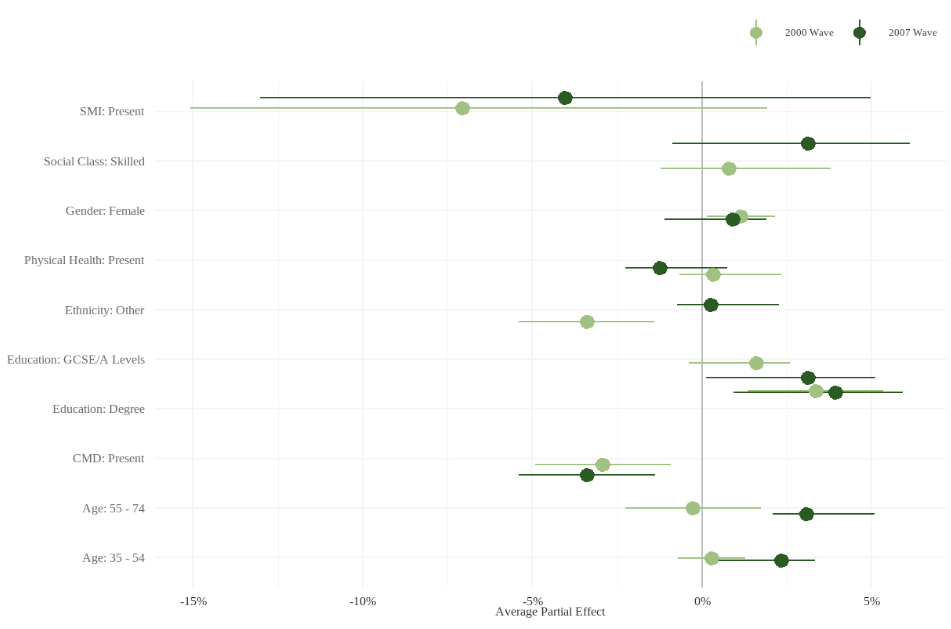 2000 Wave 2007 Wave
SMI: Present
Social Class: Skilled
Gender: Female
Physical Health: Present
Ethnicity: Other
Education: GCSE/A Levels
Education: Degree
CMD: Present
Age: 55 - 74
Age: 35 - 54
-15% -10% -5% 0% 5%
Average Partial Effect